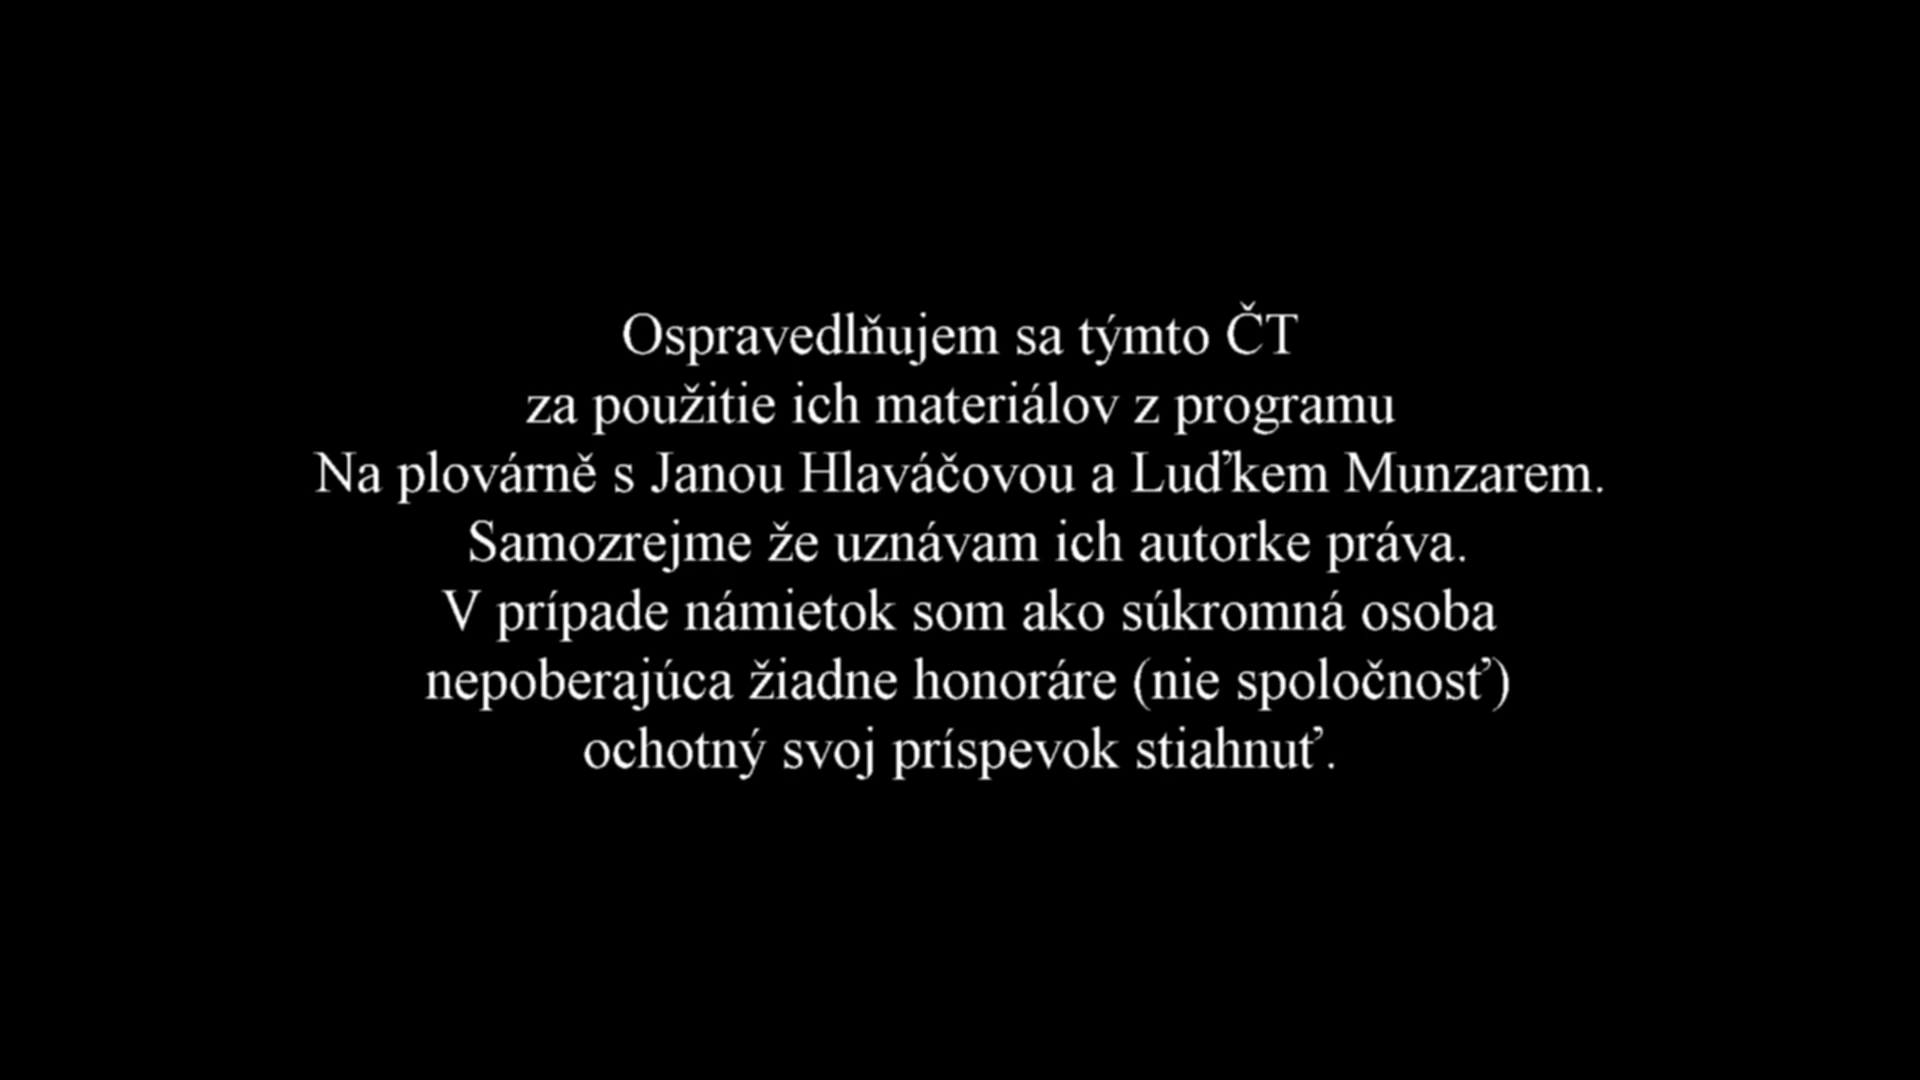 Ospravedlňujem sa týmto ČT
za použitie ich materiálov z programu
Na plovárně s Janou Hlaváčovou a Luďkem Munzarem.
Samozrejme že uznávam ich autorke práva.
V prípade námietok som ako súkromná osoba
nepoberajúca žiadne honoráre (nie spoločnosť)
ochotný svoj príspevok stiahnuť.